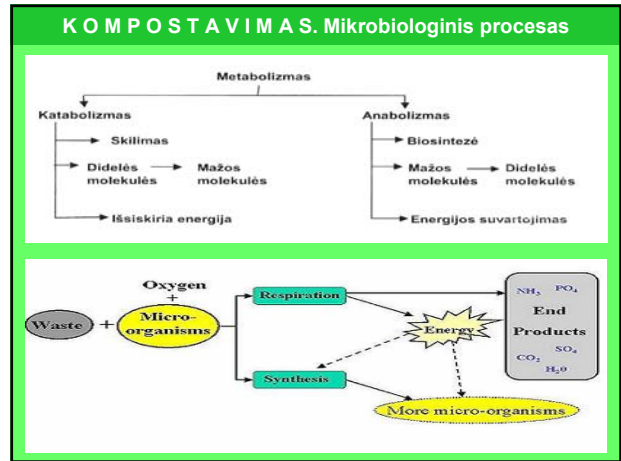 K O M P O S T A V I M A S. Mikrobiologinis procesas
Metabolizmas
Katabolizmas
Skilimas
Didelės molekulės
Mažos molekulės
Išsiskiria energija
Anabolizmas
Biosintezė
Mažos molekulės
Didelės molekulės
Energijos suvartojimas
Waste
+
Oxygen
+
Micro-
organisms
Respiration
Synthesis
Energy
NH3 PO4
End
Products
CO2 SO4
H2O
More micro-organisms